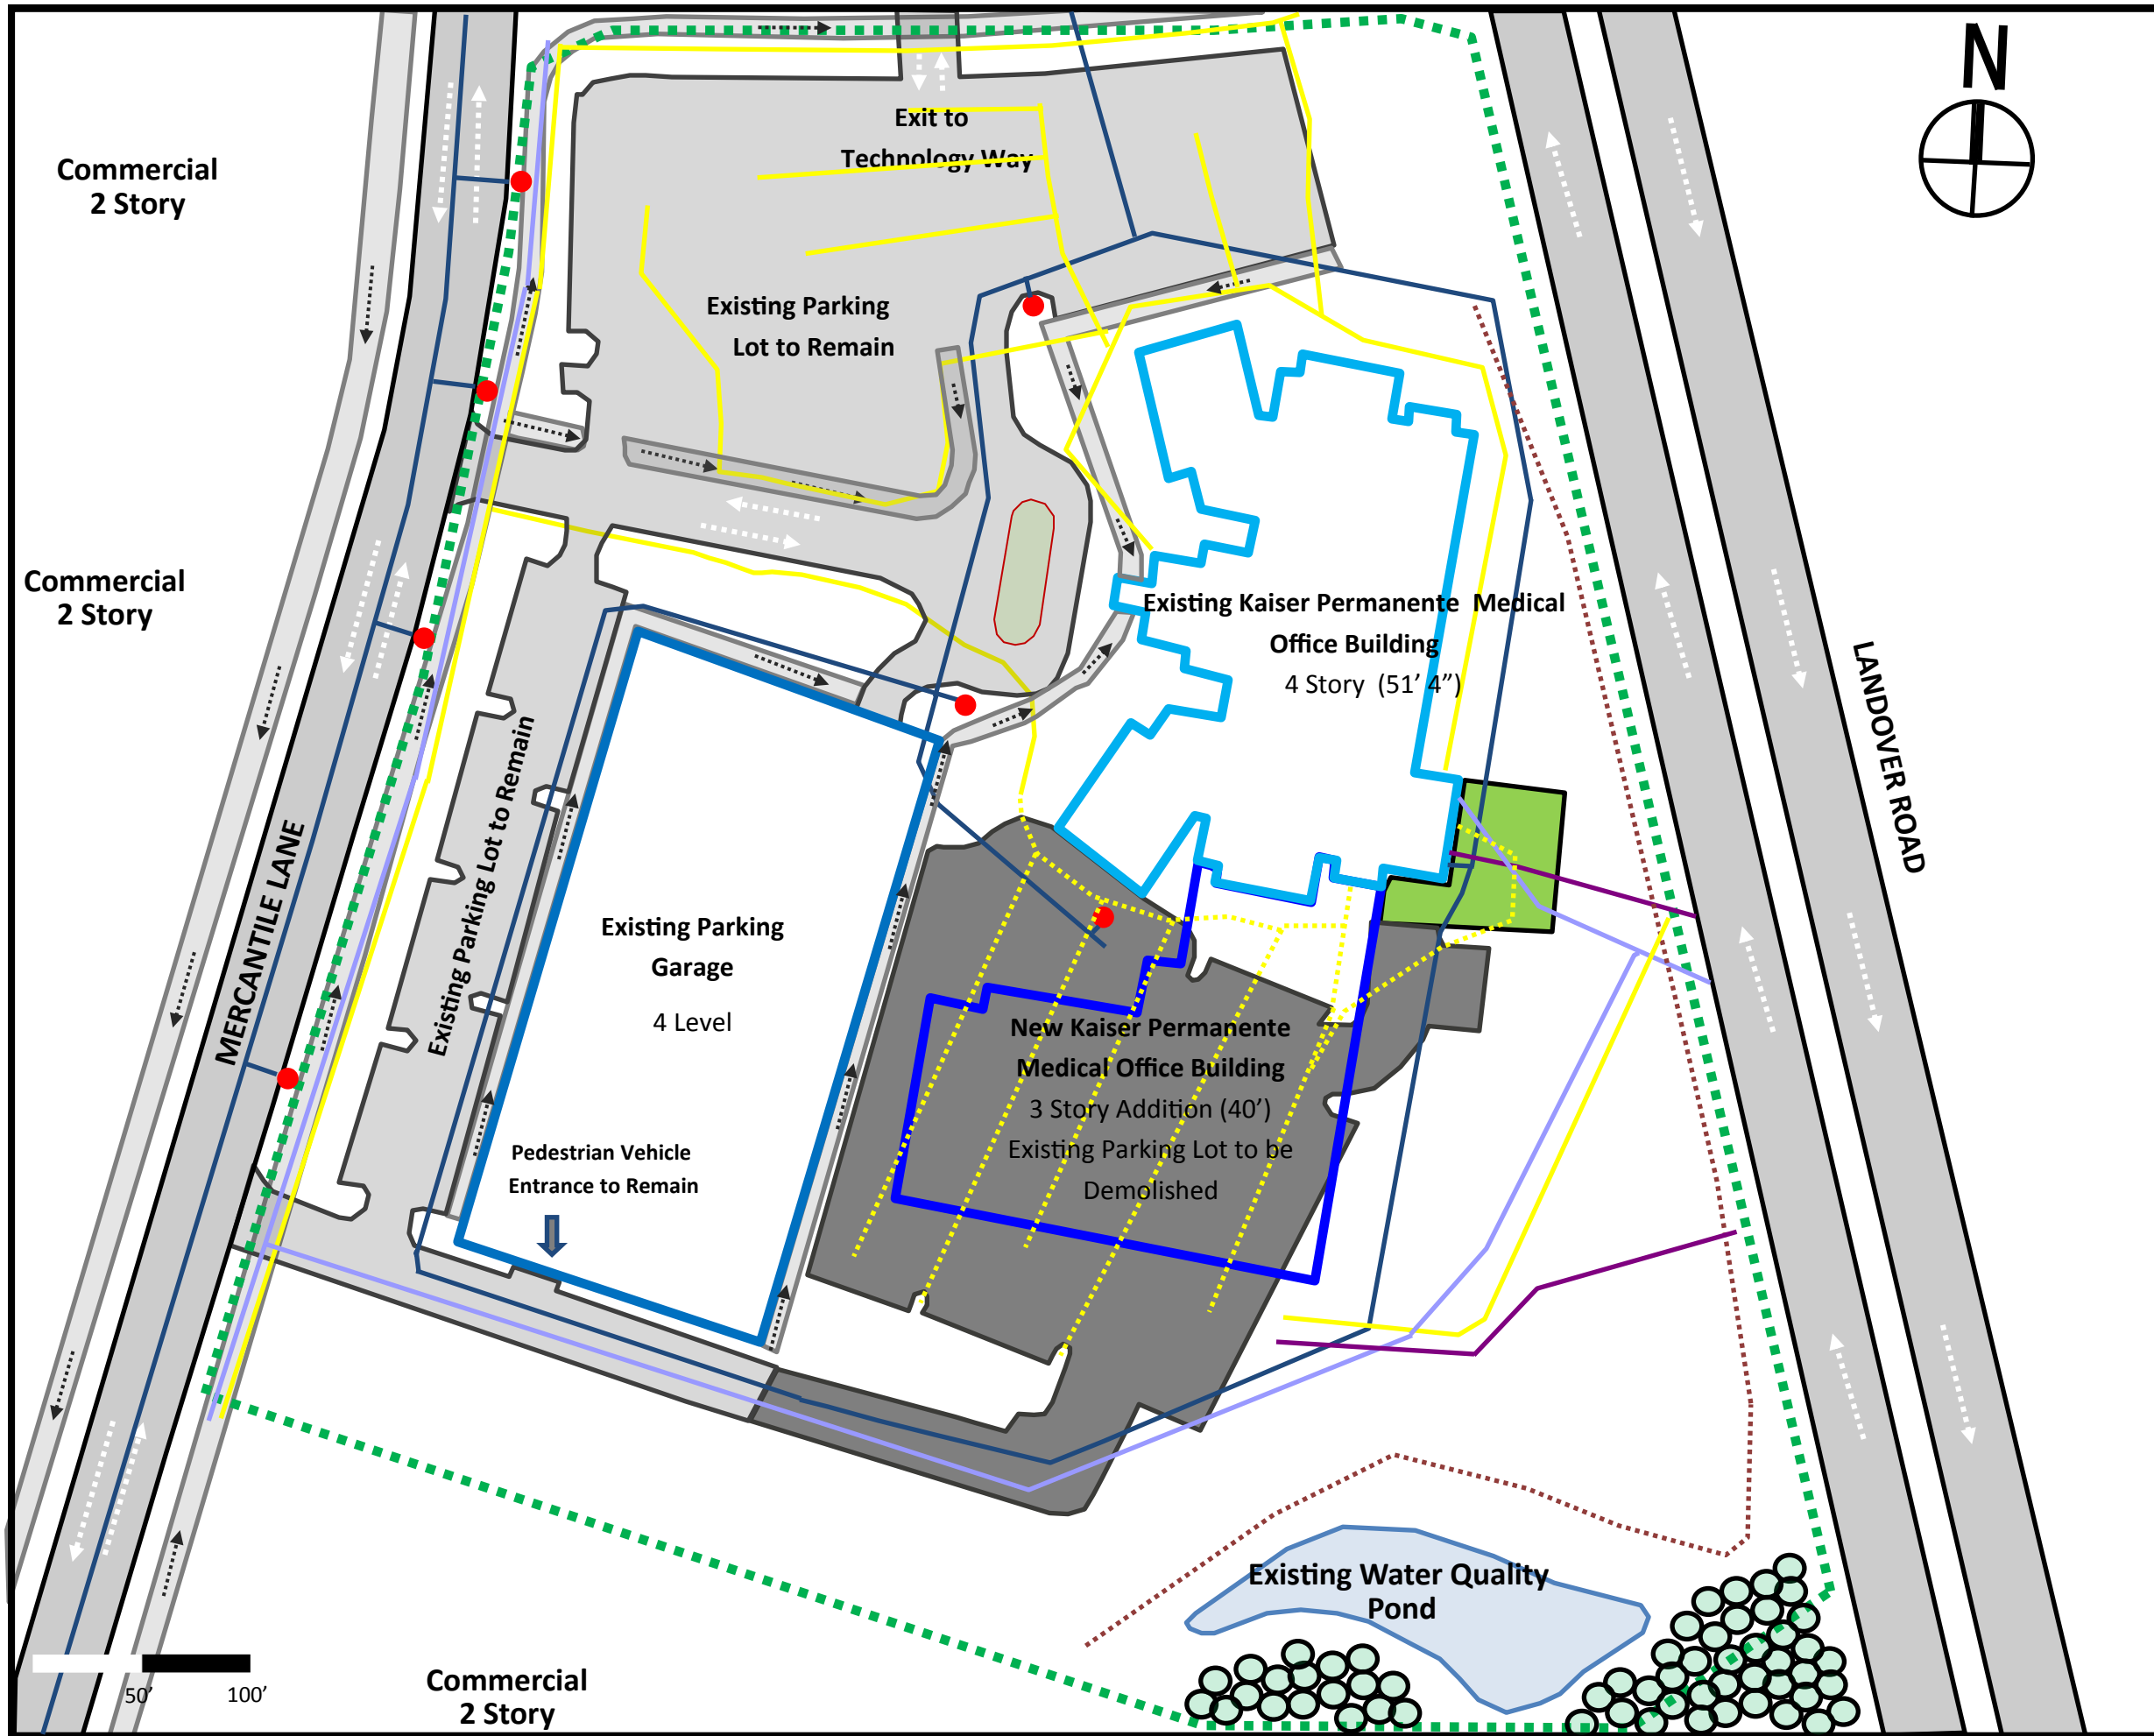 N
Commercial
2 Story
Exit to
Technology Way
Existing Parking
Lot to Remain
Commercial
2 Story
Existing Kaiser Permanente Medical
Office Building
4 Story (51’ 4”)
LANDOVER ROAD
MERCANTILE LANE
Existing Parking Lot to Remain
Existing Parking
Garage
4 Level
New Kaiser Permanente
Medical Office Building
3 Story Addition (40’)
Existing Parking Lot to be
Demolished
Pedestrian Vehicle
Entrance to Remain
Existing Water Quality
Pond
50’ 100’
Commercial
2 Story